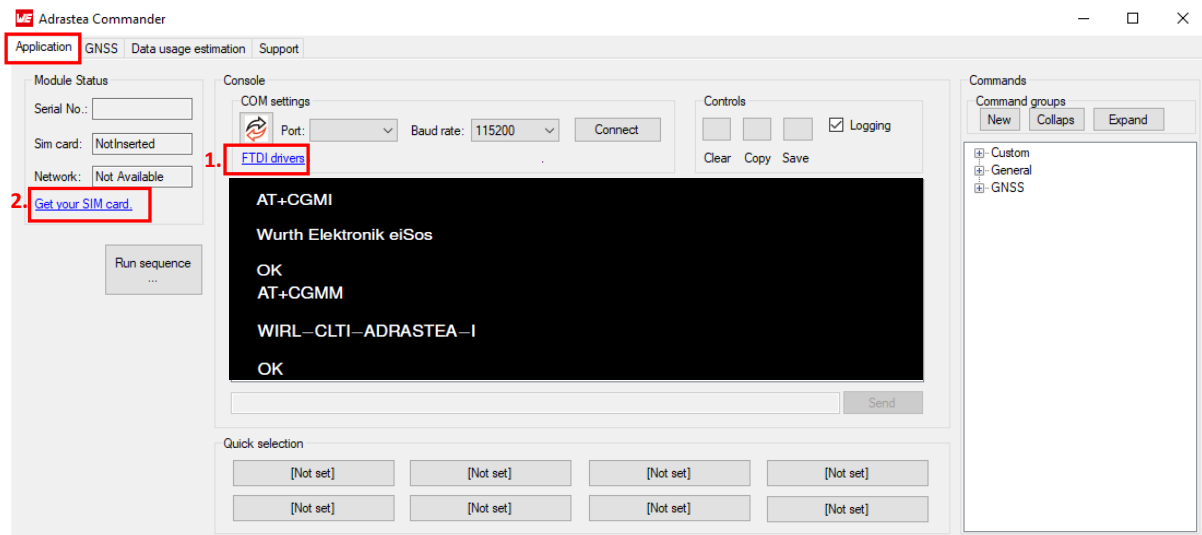 WE Adrastea Commander
Application GNSS Data usage estimation Support
Module Status
Serial No.:
Sim card: NotInserted
Network: Not Available
2. Get your SIM card.
Run sequence
...
Console
COM settings
Port: Baud rate: 115200 Connect
1. FTDI drivers .
Controls
Logging
Clear Copy Save
AT+CGMI
Wurth Elektronik eiSos
OK
AT+CGMM
WIRL–CLTI–ADRASTEA–I
OK
Send
Quick selection
[Not set] [Not set] [Not set] [Not set]
[Not set] [Not set] [Not set] [Not set]
Commands
Command groups
New Collaps Expand
Custom
General
GNSS